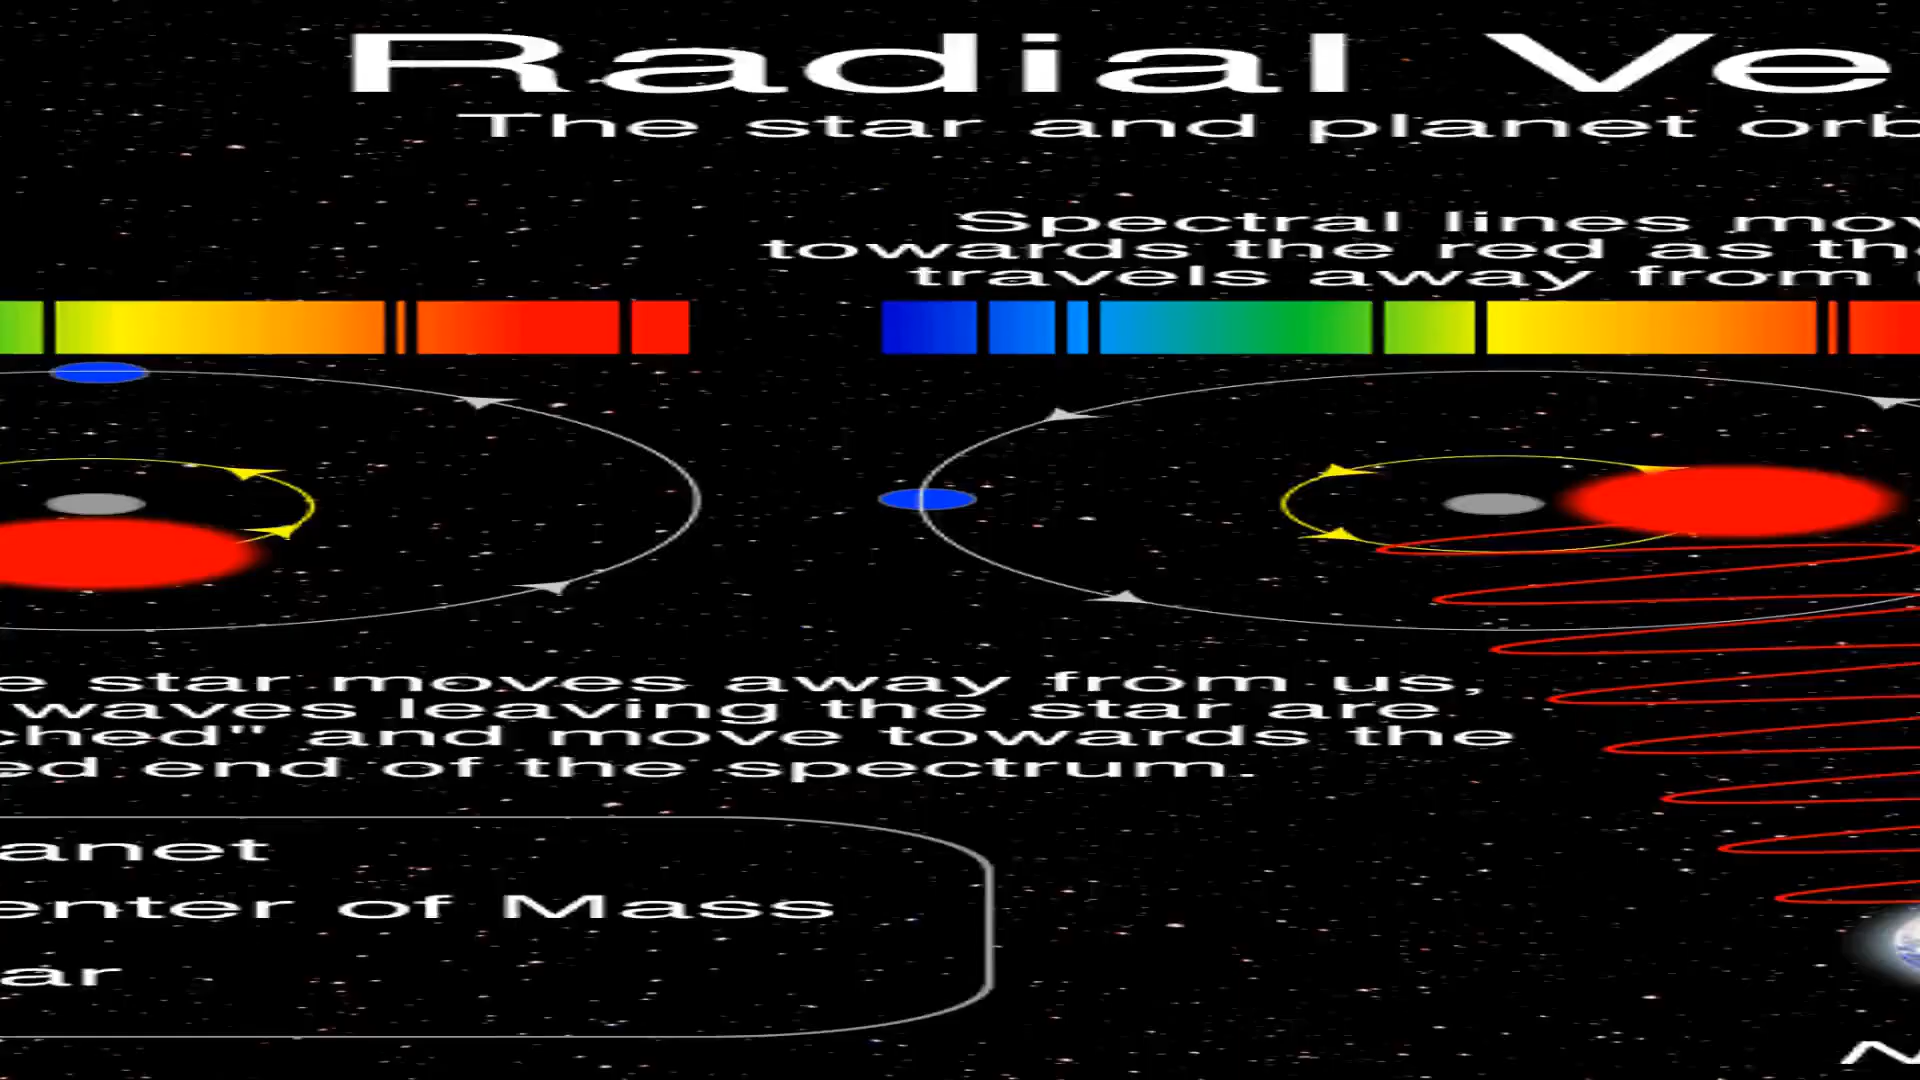 Radial Ve
The star and planet orb
Spectral lines mov
towards the red as the
travels away from
e star moves away from us,
waves leaving the star are
ched" and move towards the
ed end of the spectrum.
anet
enter of Mass
ar
N